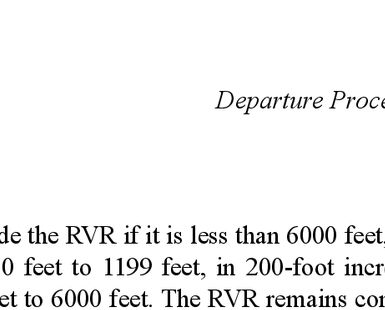 Departure Proce
de the RVR if it is less than 6000 feet,
0 feet to 1199 feet, in 200-foot incre
et to 6000 feet. The RVR remains con